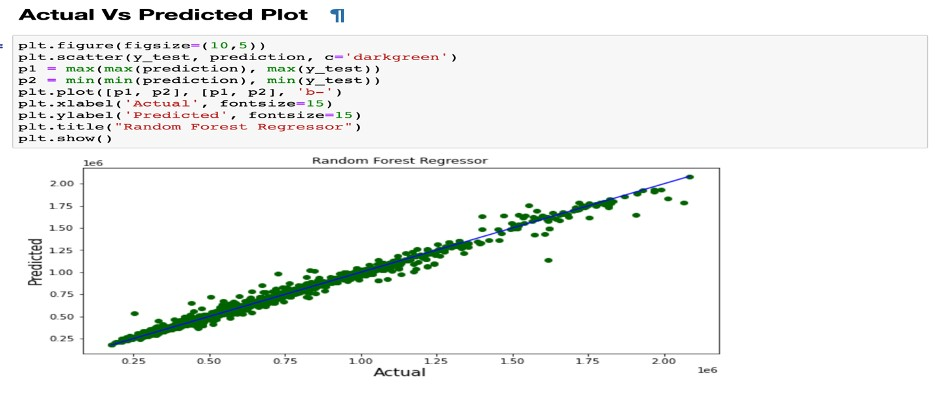 Actual Vs Predicted Plot ¶
plt.figure(figsize=(10,5))
plt.scatter(y_test, prediction, c='darkgreen')
p1 = max(max(prediction), max(y_test))
p2 = min(min(prediction), min(y_test))
plt.plot([p1, p2], [p1, p2], 'b-')
plt.xlabel('Actual', fontsize=15)
plt.ylabel('Predicted', fontsize=15)
plt.title("Random Forest Regressor")
plt.show()
Random Forest Regressor
1e6
2.00
1.75
1.50
1.25
1.00
0.75
0.50
0.25
Predicted
0.25 0.50 0.75 1.00 1.25 1.50 1.75 2.00
Actual
1e6